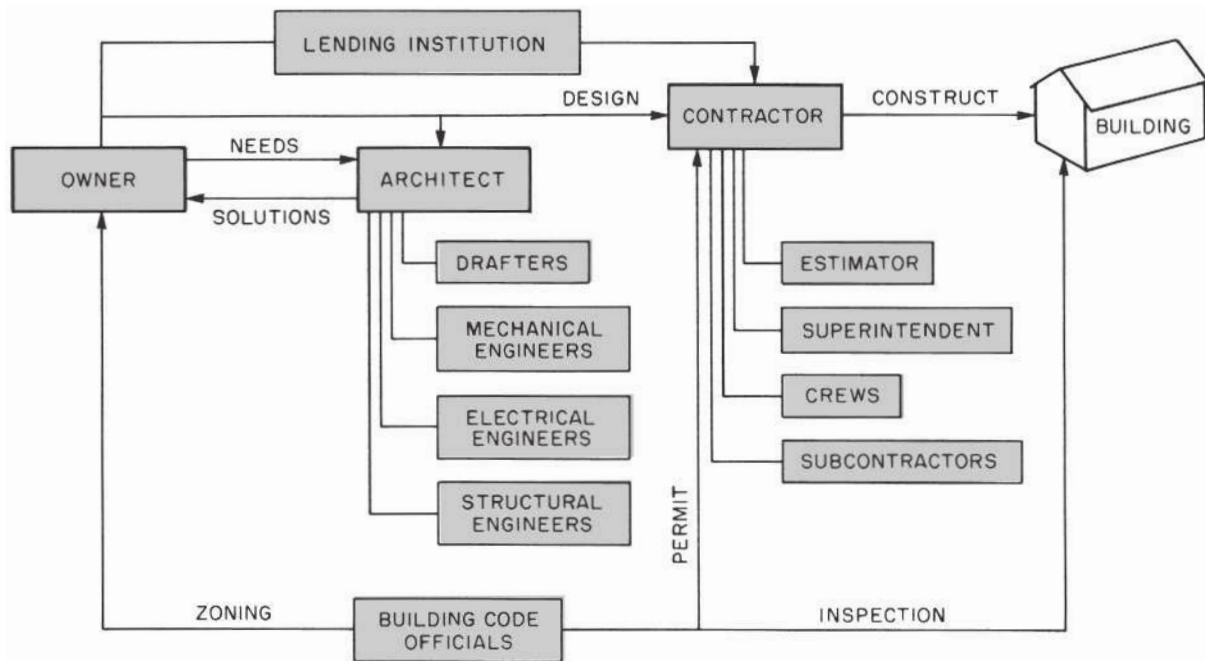 LENDING INSTITUTION
DESIGN
CONTRACTOR
CONSTRUCT
BUILDING
NEEDS
OWNER
ARCHITECT
SOLUTIONS
DRAFTERS
ESTIMATOR
MECHANICAL
ENGINEERS
SUPERINTENDENT
CREWS
ELECTRICAL
ENGINEERS
SUBCONTRACTORS
STRUCTURAL
ENGINEERS
PERMIT
ZONING
BUILDING CODE
OFFICIALS
INSPECTION